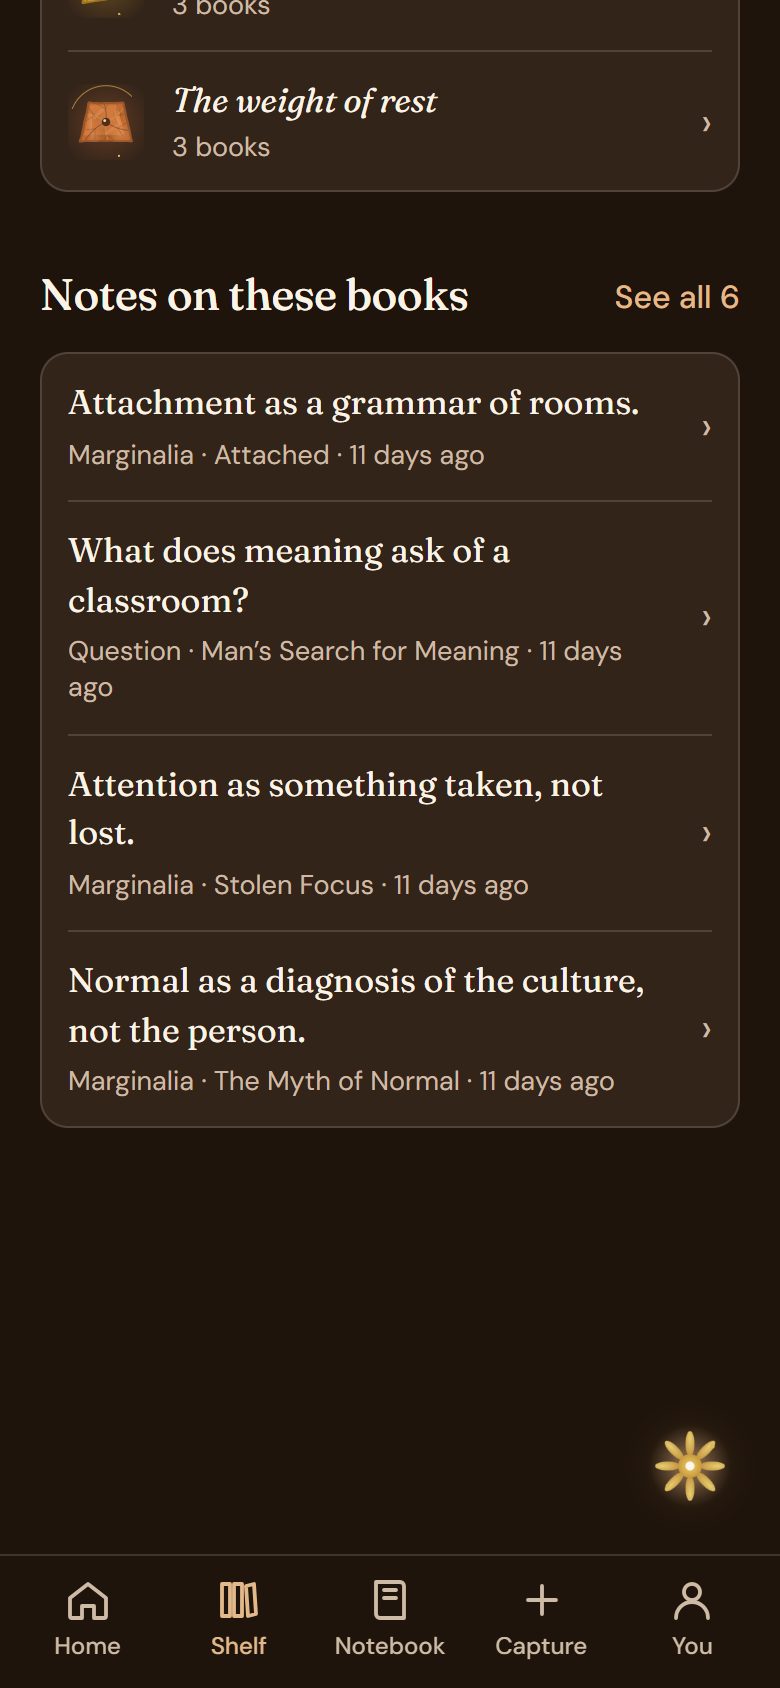 3 books
The weight of rest
3 books
›
Notes on these books
See all 6
Attachment as a grammar of rooms.
Marginalia · Attached · 11 days ago
›
What does meaning ask of a
classroom?
Question · Man’s Search for Meaning · 11 days
ago
›
Attention as something taken, not
lost.
Marginalia · Stolen Focus · 11 days ago
›
Normal as a diagnosis of the culture,
not the person.
Marginalia · The Myth of Normal · 11 days ago
›
Home
Shelf
Notebook
Capture
You